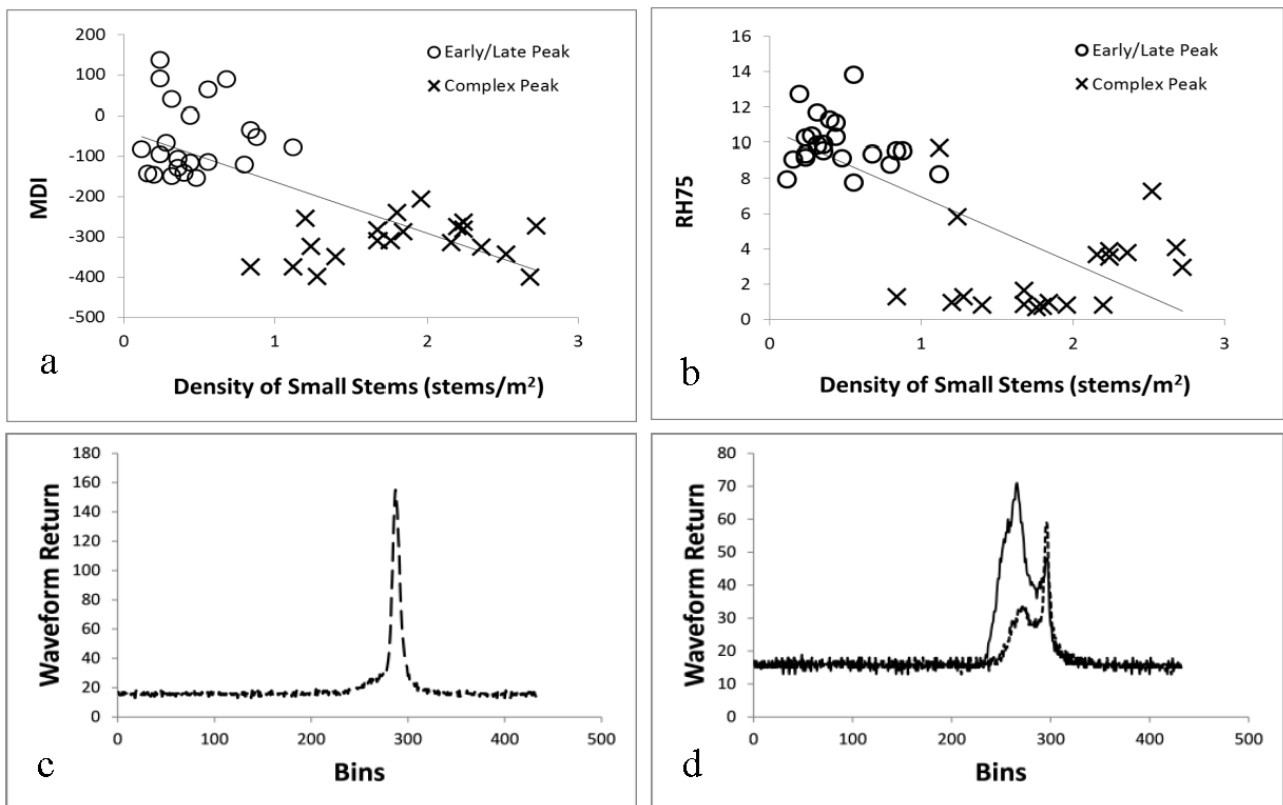 200
100
0
-100
-200
-300
-400
-500
MDI
Early/Late Peak
Complex Peak
0 1 2 3
Density of Small Stems (stems/m²)
a
16
14
12
10
8
6
4
2
0
RH75
Early/Late Peak
Complex Peak
0 1 2 3
Density of Small Stems (stems/m²)
b
180
160
140
120
100
80
60
40
20
0
Waveform Return
0 100 200 300 400 500
Bins
c
80
70
60
50
40
30
20
10
0
Waveform Return
0 100 200 300 400 500
Bins
d